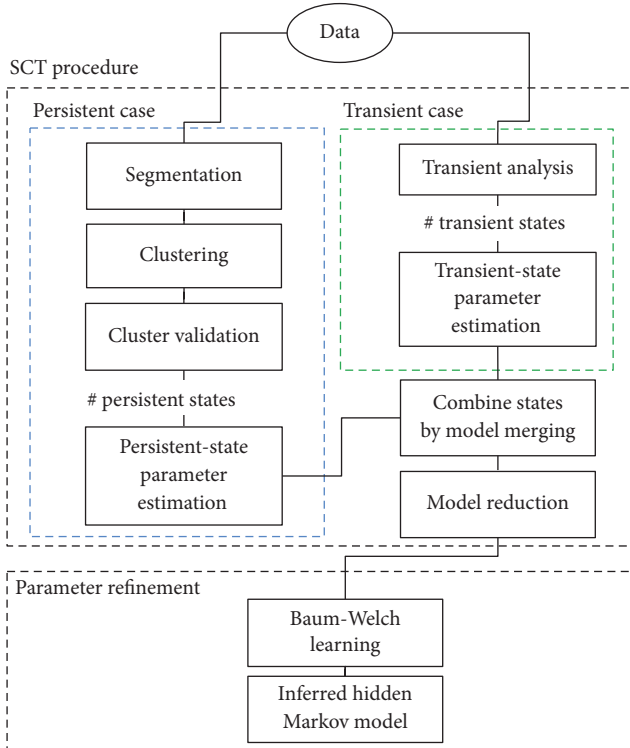 Data
SCT procedure
Persistent case
Segmentation
Clustering
Cluster validation
# persistent states
Persistent-state
parameter
estimation
Transient case
Transient analysis
# transient states
Transient-state
parameter
estimation
Combine states
by model merging
Model reduction
Parameter refinement
Baum-Welch
learning
Inferred hidden
Markov model